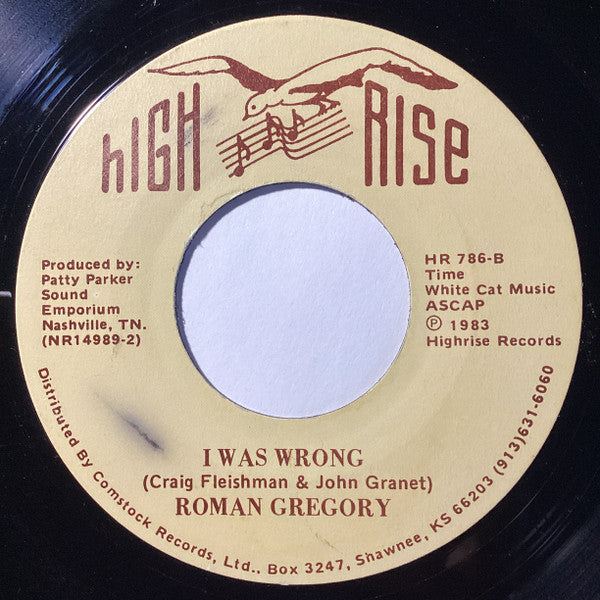 hIGH RISE
Produced by:
Patty Parker
Sound
Emporium
Nashville, TN.
(NR14989-2)
HR 786-B
Time
White Cat Music
ASCAP
Ⓟ 1983
Highrise Records
I WAS WRONG
(Craig Fleishman & John Granet)
ROMAN GREGORY
Distributed By Comstock Records, Ltd., Box 3247, Shawnee, KS 66203 (913)631-6060